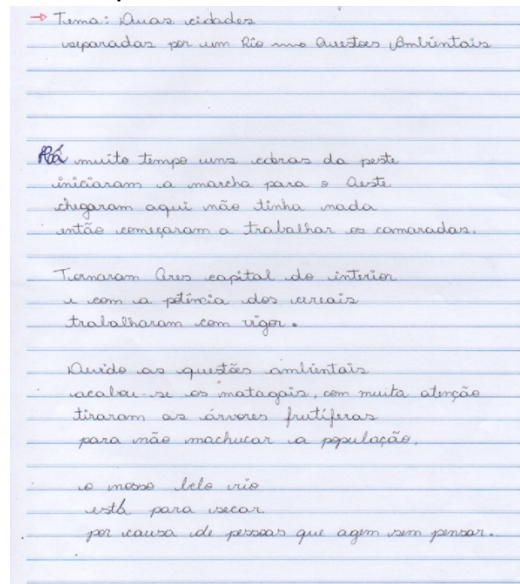 → Tema: Duas cidades
separadas por um Rio no Questões Ambientais
Há muito tempo uns cobras da peste
iniciaram a marcha para o Oeste
chegaram aqui não tinha nada
então começaram a trabalhar os camaradas.
Tornaram Ares capital do interior
e com a potência dos cereais
trabalharam com vigor.
Devido as questões ambientais
acabou-se os matagais, com muita atenção
tiraram as árvores frutíferas
para não machucar a população.
o nosso belo rio
está para secar
por causa de pessoas que agem sem pensar.